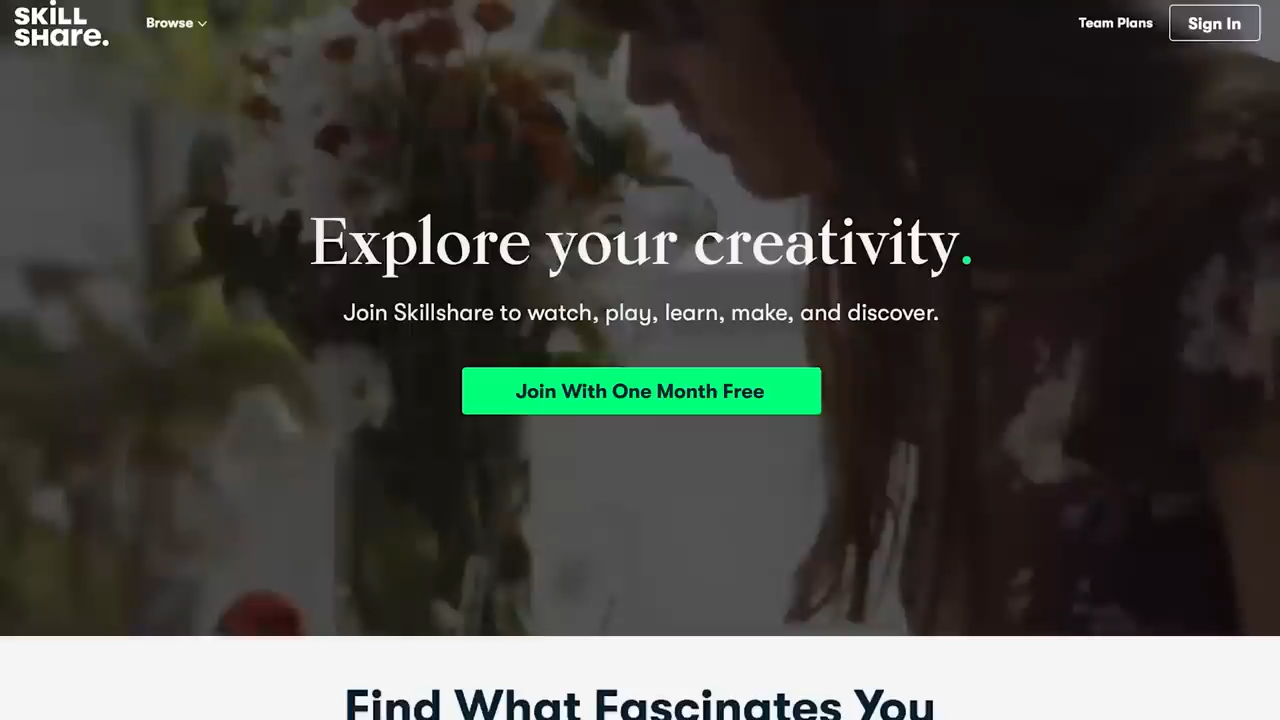 SKiLL
SHare.
Browse
Team Plans
Sign In
Explore your creativity.
Join Skillshare to watch, play, learn, make, and discover.
Join With One Month Free
Find What Fascinates You